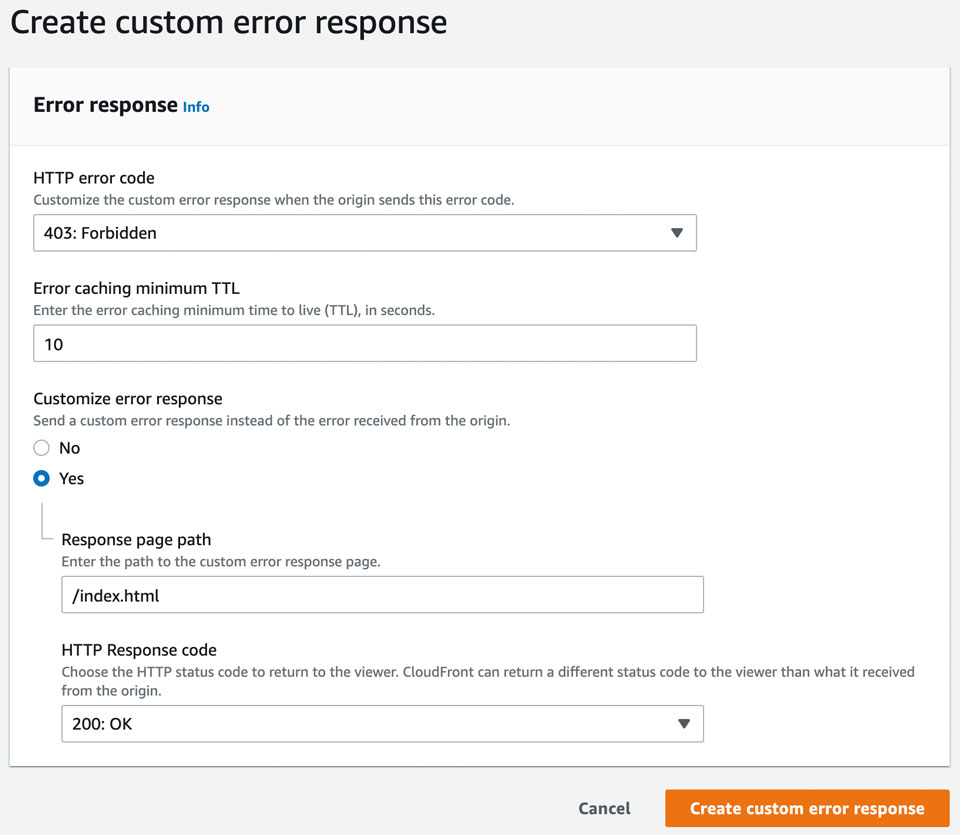 Create custom error response
Error response Info
HTTP error code
Customize the custom error response when the origin sends this error code.
403: Forbidden
Error caching minimum TTL
Enter the error caching minimum time to live (TTL), in seconds.
10
Customize error response
Send a custom error response instead of the error received from the origin.
No
Yes
Response page path
Enter the path to the custom error response page.
/index.html
HTTP Response code
Choose the HTTP status code to return to the viewer. CloudFront can return a different status code to the viewer than what it received
from the origin.
200: OK
Cancel Create custom error response